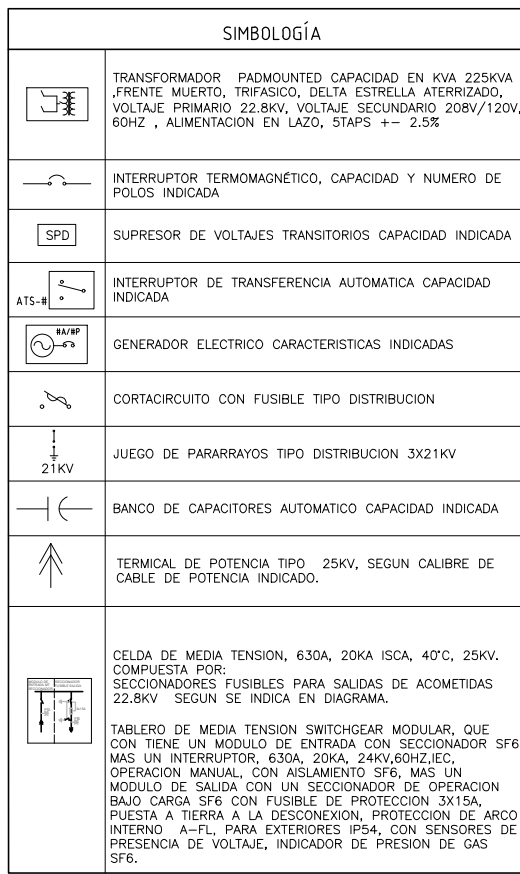 SIMBOLOGÍA
TRANSFORMADOR PADMOUNTED CAPACIDAD EN KVA 225KVA
,FRENTE MUERTO, TRIFASICO, DELTA ESTRELLA ATERRIZADO,
VOLTAJE PRIMARIO 22.8KV, VOLTAJE SECUNDARIO 208V/120V,
60HZ , ALIMENTACION EN LAZO, 5TAPS +- 2.5%
INTERRUPTOR TERMOMAGNÉTICO, CAPACIDAD Y NUMERO DE
POLOS INDICADA
SPD
SUPRESOR DE VOLTAJES TRANSITORIOS CAPACIDAD INDICADA
ATS-#
INTERRUPTOR DE TRANSFERENCIA AUTOMATICA CAPACIDAD
INDICADA
#A/#P
GENERADOR ELECTRICO CARACTERISTICAS INDICADAS
CORTACIRCUITO CON FUSIBLE TIPO DISTRIBUCION
21KV
JUEGO DE PARARRAYOS TIPO DISTRIBUCION 3X21KV
BANCO DE CAPACITORES AUTOMATICO CAPACIDAD INDICADA
TERMICAL DE POTENCIA TIPO 25KV, SEGUN CALIBRE DE
CABLE DE POTENCIA INDICADO.
CELDA DE MEDIA TENSION, 630A, 20KA ISCA, 40°C, 25KV.
COMPUESTA POR:
SECCIONADORES FUSIBLES PARA SALIDAS DE ACOMETIDAS
22.8KV SEGUN SE INDICA EN DIAGRAMA.
TABLERO DE MEDIA TENSION SWITCHGEAR MODULAR, QUE
CON TIENE UN MODULO DE ENTRADA CON SECCIONADOR SF6
MAS UN INTERRUPTOR, 630A, 20KA, 24KV,60HZ,IEC,
OPERACION MANUAL, CON AISLAMIENTO SF6, MAS UN
MODULO DE SALIDA CON UN SECCIONADOR DE OPERACION
BAJO CARGA SF6 CON FUSIBLE DE PROTECCION 3X15A,
PUESTA A TIERRA A LA DESCONEXION, PROTECCION DE ARCO
INTERNO A-FL, PARA EXTERIORES IP54, CON SENSORES DE
PRESENCIA DE VOLTAJE, INDICADOR DE PRESION DE GAS
SF6.